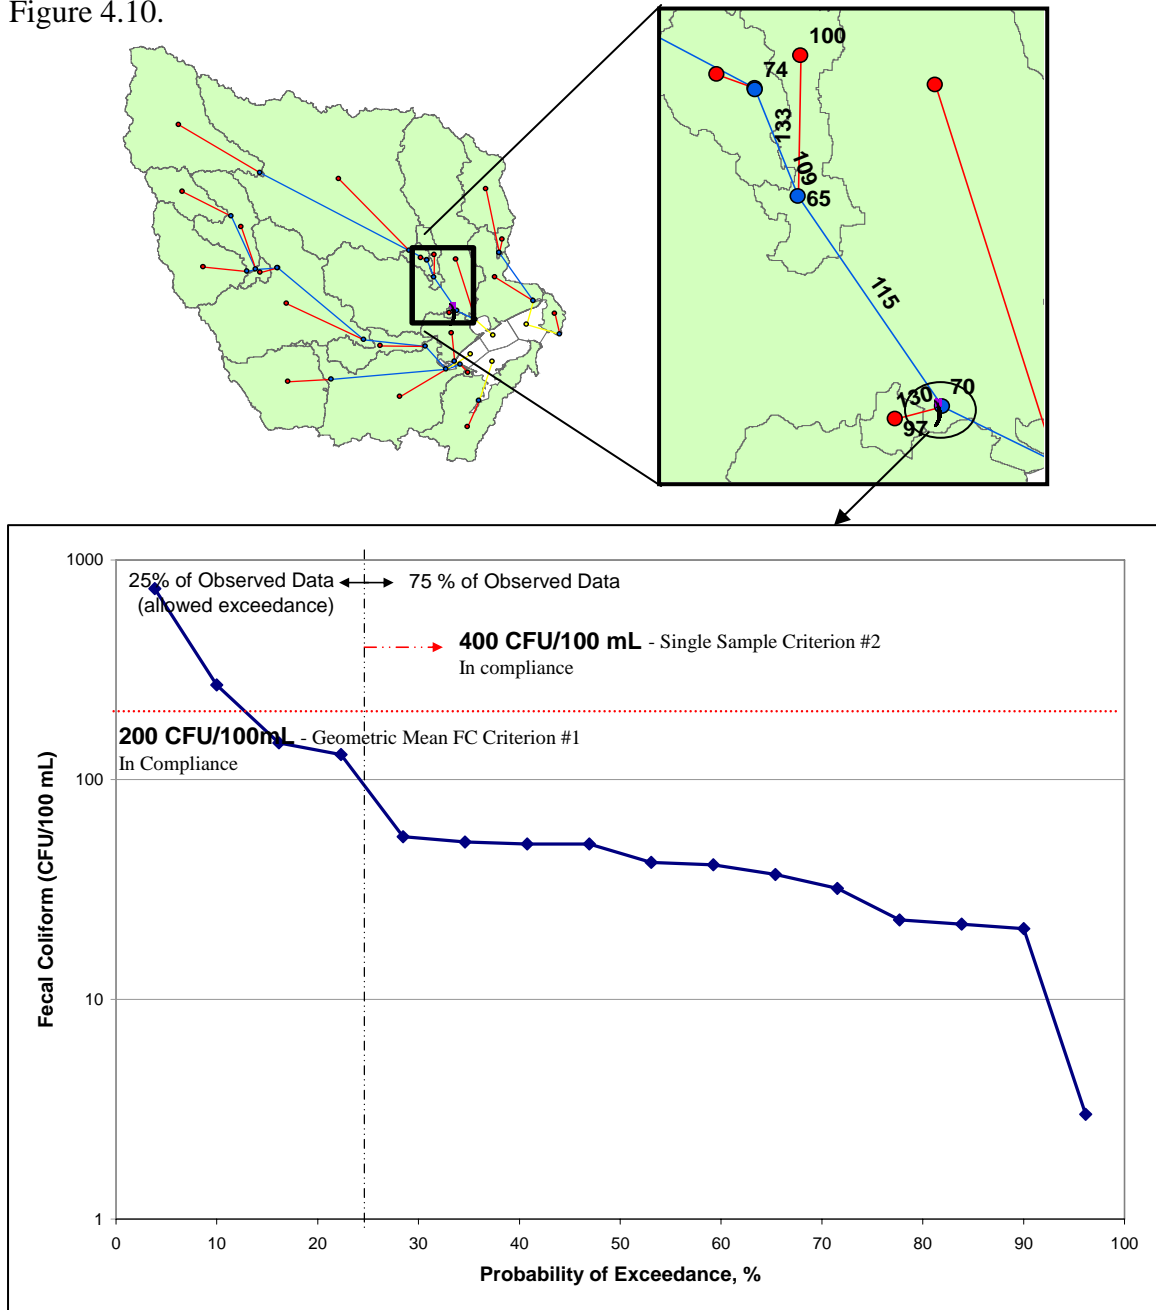 Figure 4.10.
100
74
133
109
65
115
70
130
97
1000
25% of Observed Data
75 % of Observed Data
(allowed exceedance)
400 CFU/100 mL - Single Sample Criterion #2
In compliance
200 CFU/100mL - Geometric Mean FC Criterion #1
In Compliance
100
10
1
Fecal Coliform (CFU/100 mL)
0 10 20 30 40 50 60 70 80 90 100
Probability of Exceedance, %